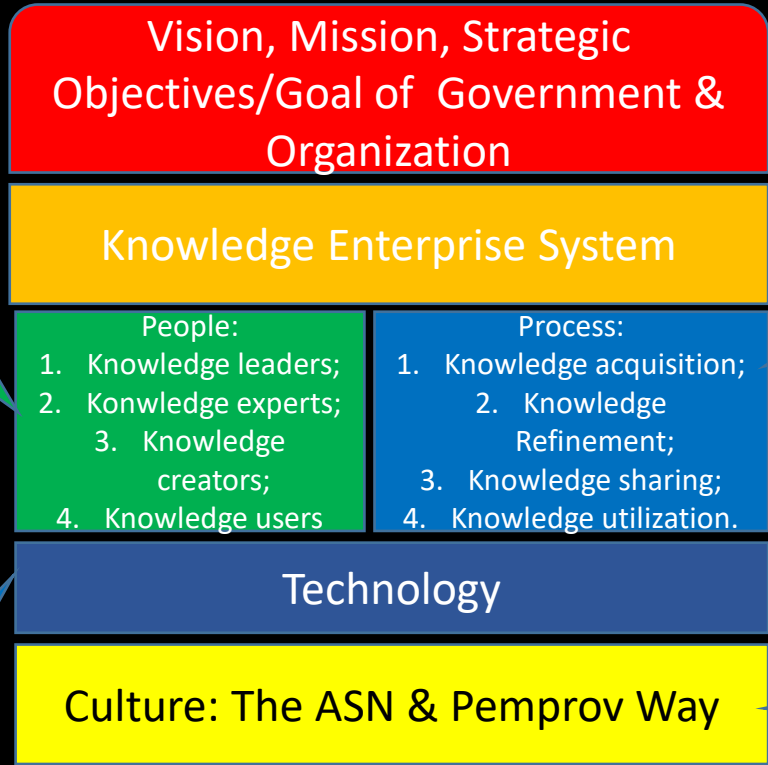 Vision, Mission, Strategic
Objectives/Goal of Government &
Organization
Knowledge Enterprise System
People:
1. Knowledge leaders;
2. Konwledge experts;
3. Knowledge
creators;
4. Knowledge users
Process:
1. Knowledge acquisition;
2. Knowledge
Refinement;
3. Knowledge sharing;
4. Knowledge utilization.
Technology
Culture: The ASN & Pemprov Way